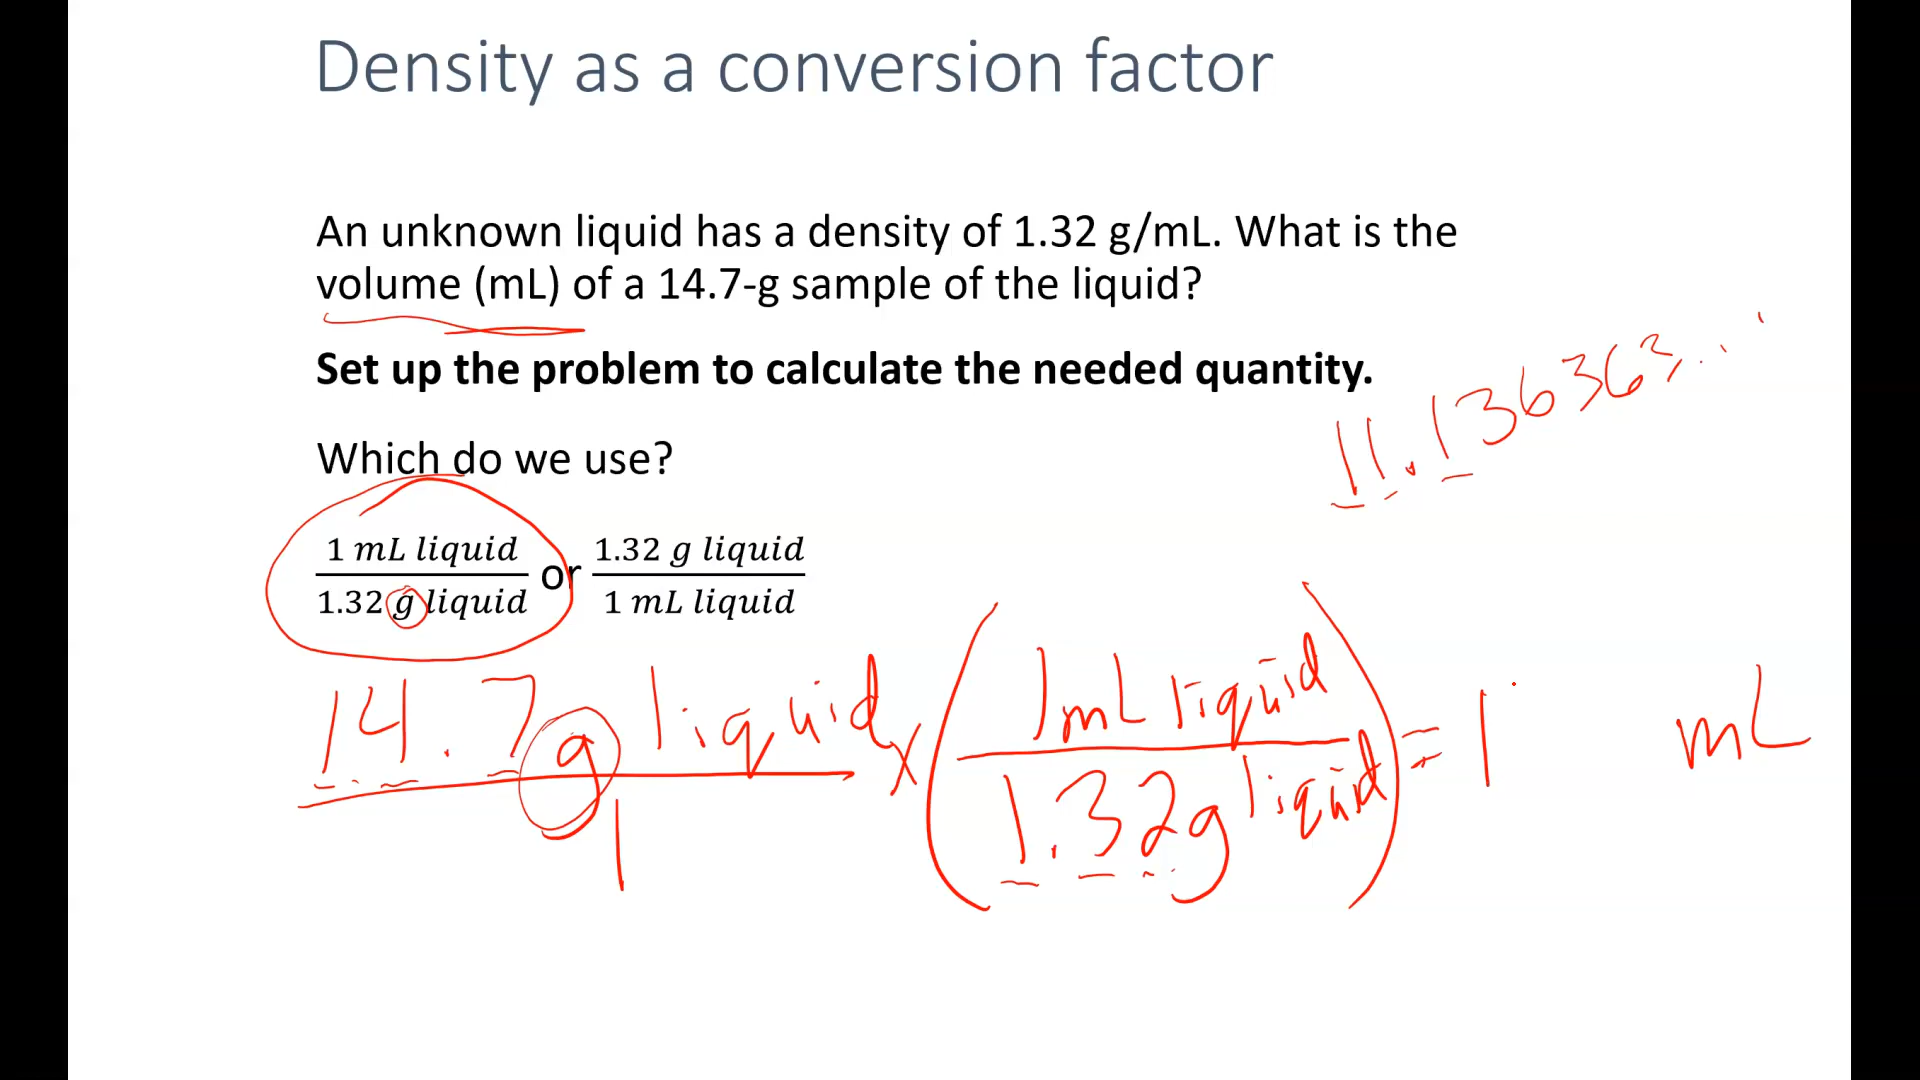 Density as a conversion factor
An unknown liquid has a density of 1.32 g/mL. What is the
volume (mL) of a 14.7-g sample of the liquid?
Set up the problem to calculate the needed quantity.
11.136363...
Which do we use?
1 mL liquid / 1.32 g liquid or 1.32 g liquid / 1 mL liquid
14.7 g liquid / 1 x (1 mL liquid / 1.32 g liquid) = 1 mL